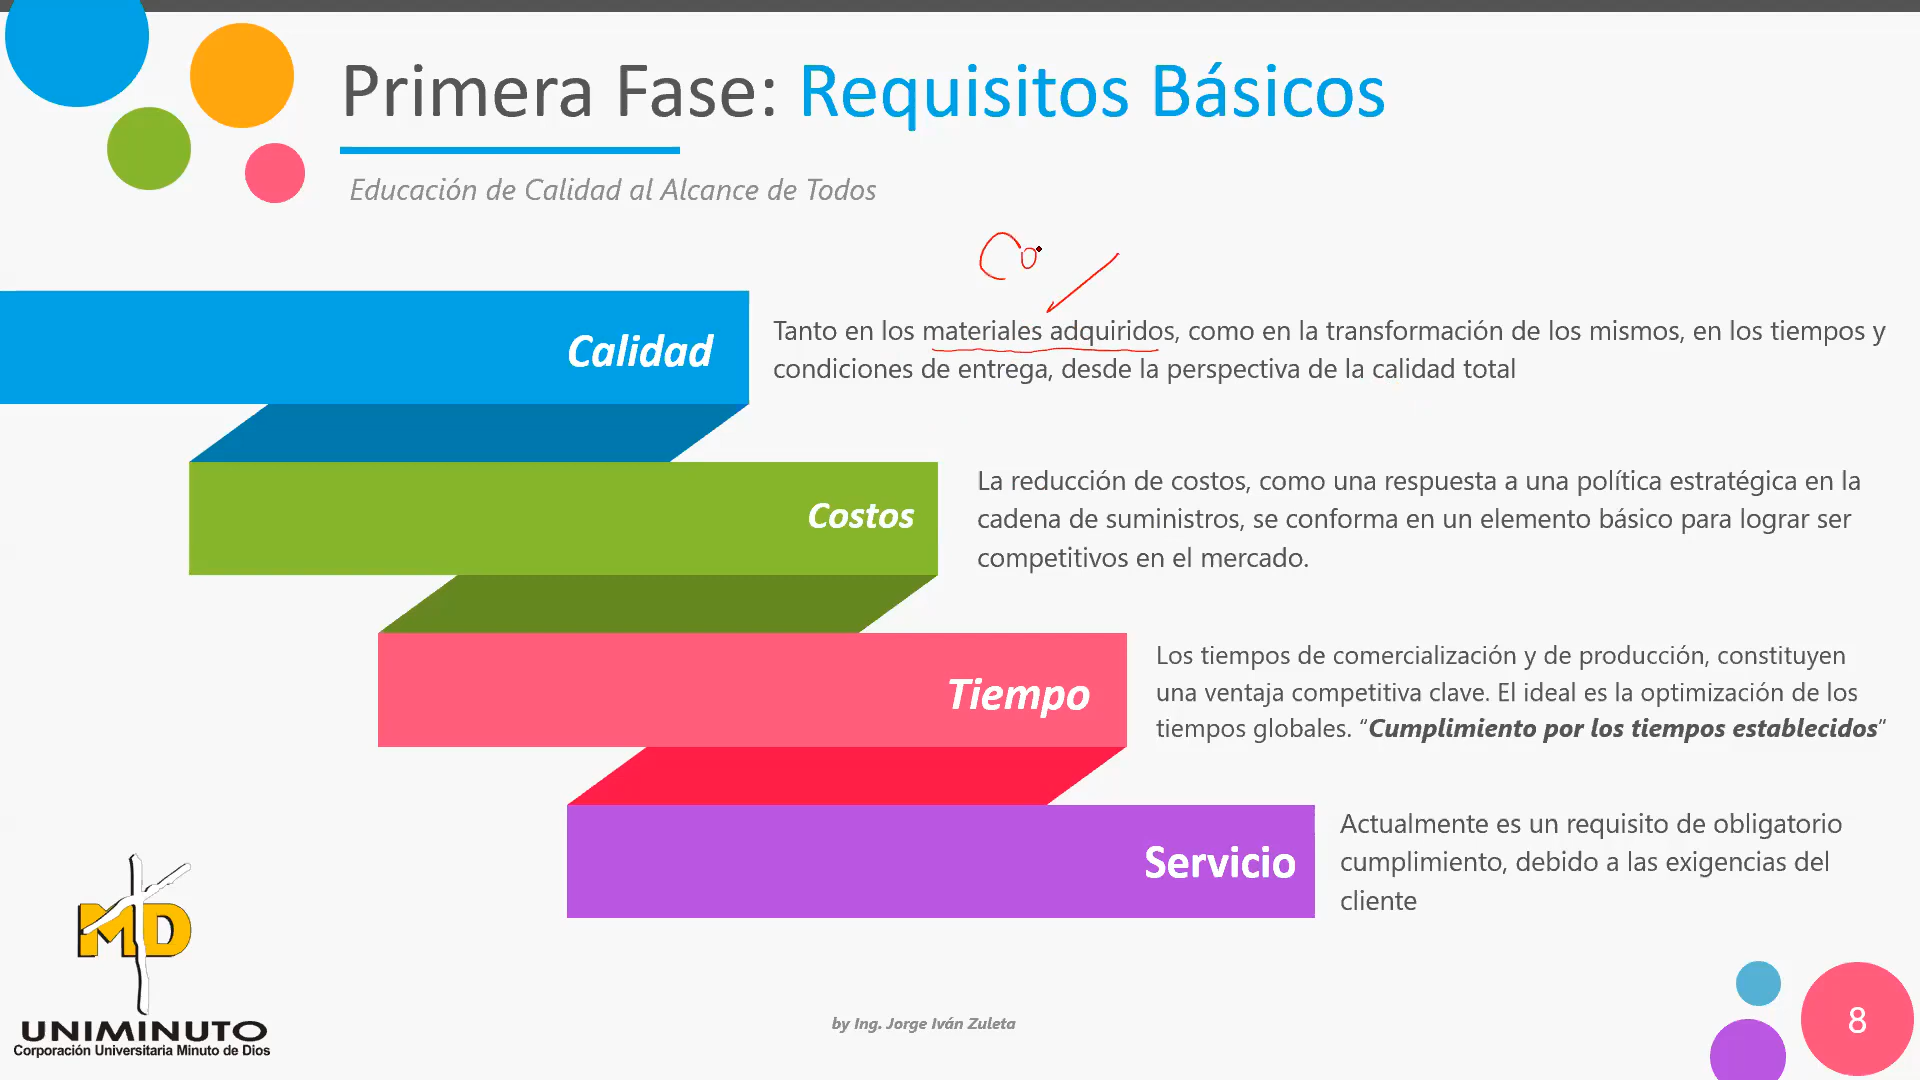 Primera Fase: Requisitos Básicos
Educación de Calidad al Alcance de Todos
Co
Calidad
Tanto en los materiales adquiridos, como en la transformación de los mismos, en los tiempos y
condiciones de entrega, desde la perspectiva de la calidad total
Costos
La reducción de costos, como una respuesta a una política estratégica en la
cadena de suministros, se conforma en un elemento básico para lograr ser
competitivos en el mercado.
Tiempo
Los tiempos de comercialización y de producción, constituyen
una ventaja competitiva clave. El ideal es la optimización de los
tiempos globales. “Cumplimiento por los tiempos establecidos”
Servicio
Actualmente es un requisito de obligatorio
cumplimiento, debido a las exigencias del
cliente
MD
UNIMINUTO
Corporación Universitaria Minuto de Dios
by Ing. Jorge Iván Zuleta
8